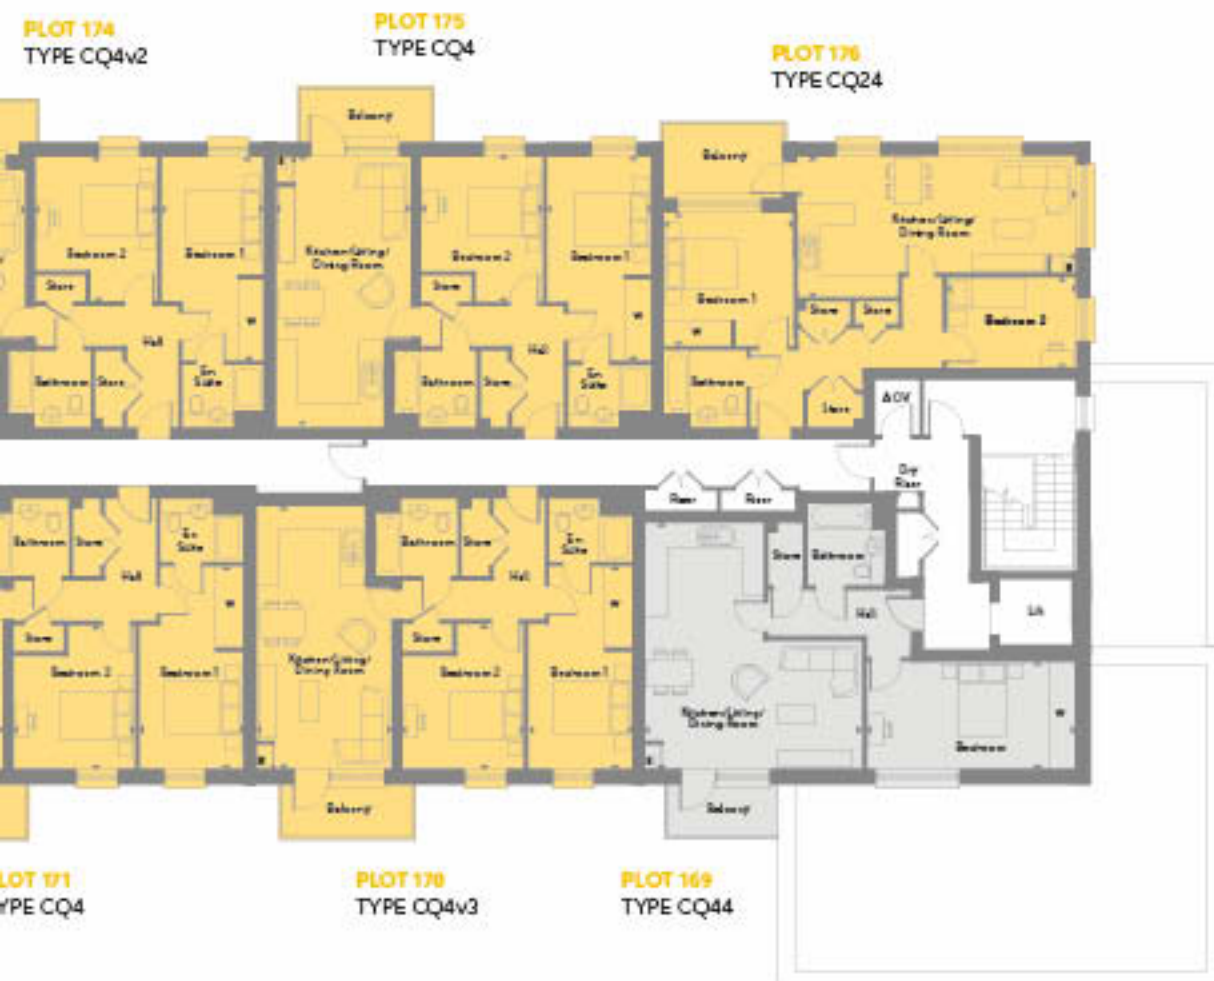 PLOT 174
TYPE CQ4v2
PLOT 175
TYPE CQ4
PLOT 176
TYPE CQ24
Balcony
Balcony
Bedroom 2
Bedroom 1
Kitchen/Living/
Dining Room
Bedroom 2
Bedroom 1
Kitchen/Living/
Dining Room
Store
Store
Bedroom 1
Store
Store
Bedroom 2
W
W
W
Hall
Hall
Bathroom
Store
En
Suite
Bathroom
Store
En
Suite
Bathroom
Store
AOV
Dry
Riser
Riser
Riser
Bathroom
Store
En
Suite
Bathroom
Store
En
Suite
Store
Bathroom
Hall
Hall
W
W
Hall
Lift
Store
Store
Bedroom 2
Bedroom 1
Kitchen/Living/
Dining Room
Bedroom 2
Bedroom 1
Kitchen/Living/
Dining Room
W
Bedroom
Balcony
Balcony
LOT 171
YPE CQ4
PLOT 170
TYPE CQ4v3
PLOT 169
TYPE CQ44